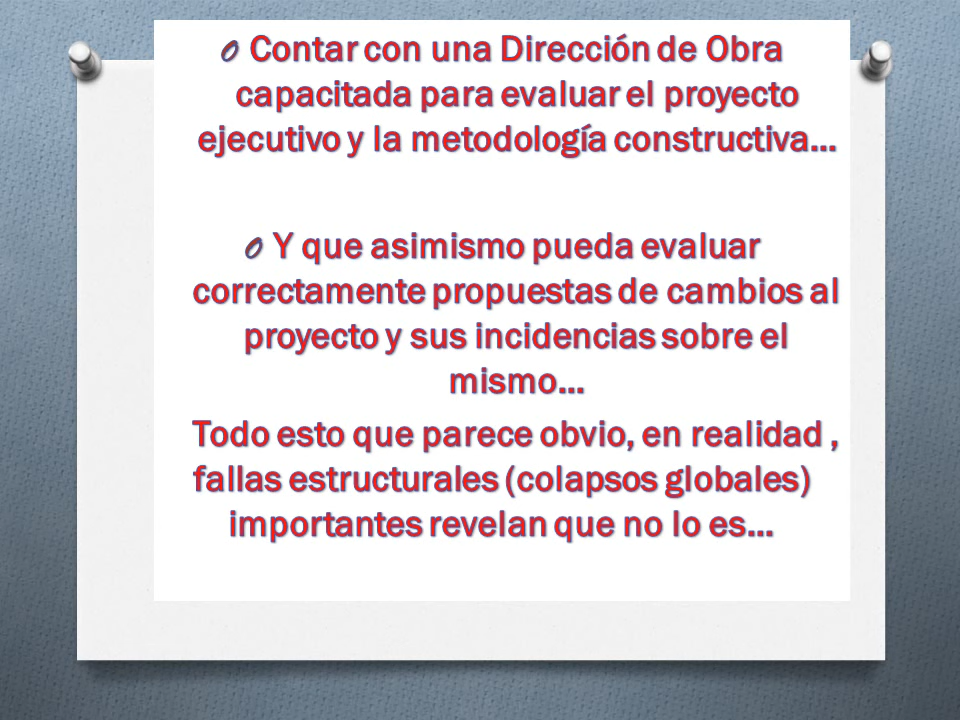 Contar con una Dirección de Obra
capacitada para evaluar el proyecto
ejecutivo y la metodología constructiva...
Y que asimismo pueda evaluar
correctamente propuestas de cambios al
proyecto y sus incidencias sobre el
mismo...
Todo esto que parece obvio, en realidad ,
fallas estructurales (colapsos globales)
importantes revelan que no lo es...